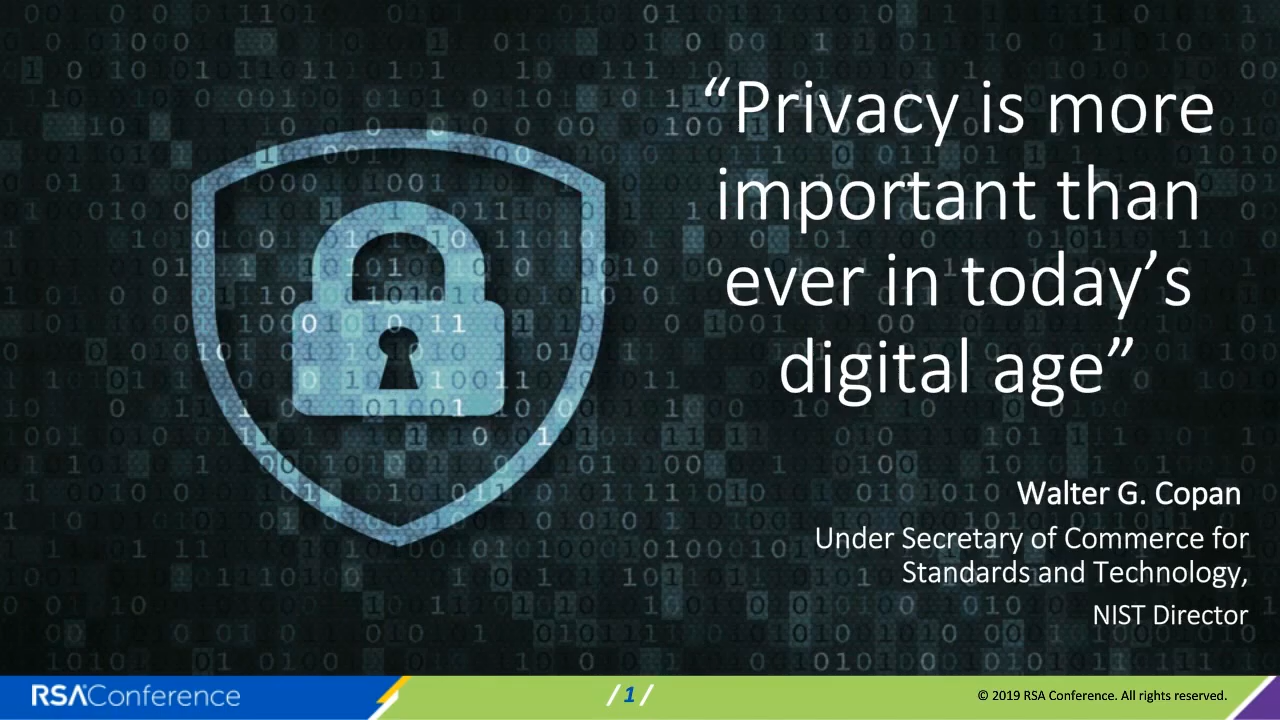 “Privacy is more
important than
ever in today’s
digital age”
Walter G. Copan
Under Secretary of Commerce for
Standards and Technology,
NIST Director
RSAConference
/ 1 /
© 2019 RSA Conference. All rights reserved.